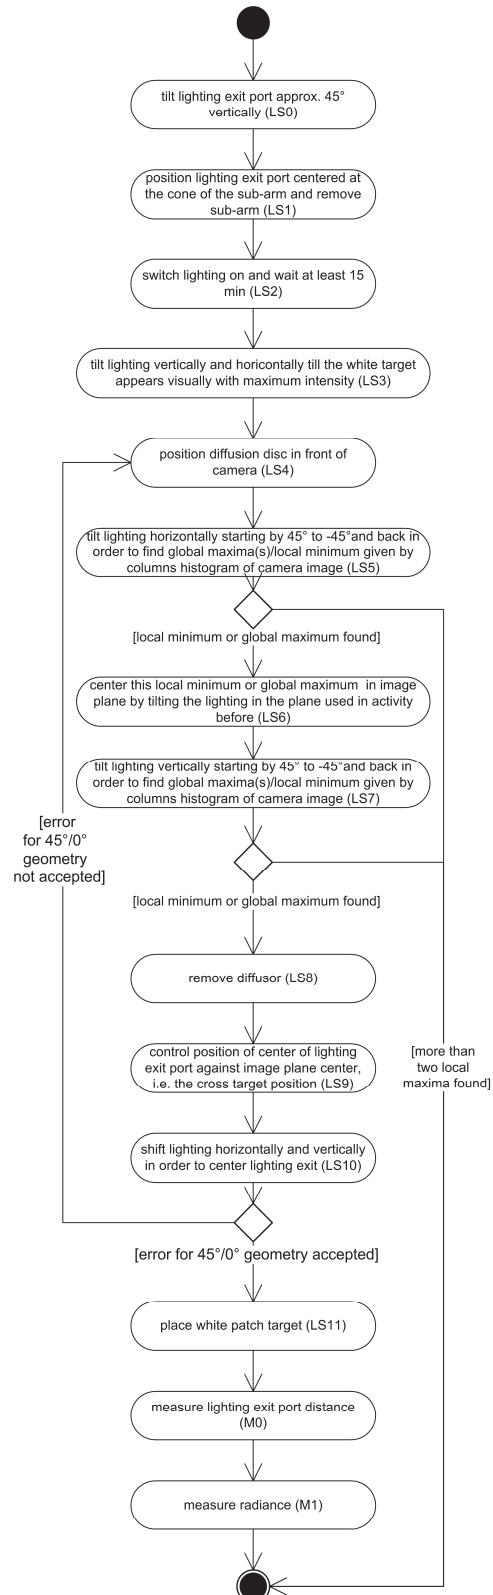 tilt lighting exit port approx. 45°
vertically (LS0)
position lighting exit port centered at
the cone of the sub-arm and remove
sub-arm (LS1)
switch lighting on and wait at least 15
min (LS2)
tilt lighting vertically and horicontally till the white target
appears visually with maximum intensity (LS3)
position diffusion disc in front of
camera (LS4)
tilt lighting horizontally starting by 45° to -45°and back in
order to find global maxima(s)/local minimum given by
columns histogram of camera image (LS5)
[local minimum or global maximum found]
center this local minimum or global maximum  in image
plane by tilting the lighting in the plane used in activity
before (LS6)
tilt lighting vertically starting by 45° to -45°and back in
order to find global maxima(s)/local minimum given by
columns histogram of camera image (LS7)
[error
for 45°/0°
geometry
not accepted]
[local minimum or global maximum found]
remove diffusor (LS8)
control position of center of lighting
exit port against image plane center,
i.e. the cross target position (LS9)
[more than
two local
maxima found]
shift lighting horizontally and vertically
in order to center lighting exit (LS10)
[error for 45°/0° geometry accepted]
place white patch target (LS11)
measure lighting exit port distance
(M0)
measure radiance (M1)